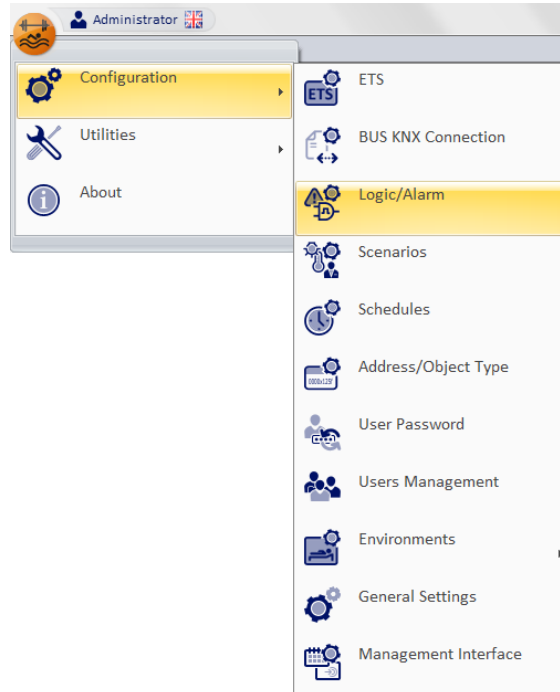 Administrator
Configuration
Utilities
About
ETS
ETS
BUS KNX Connection
Logic/Alarm
Scenarios
Schedules
Address/Object Type
User Password
Users Management
Environments
General Settings
Management Interface